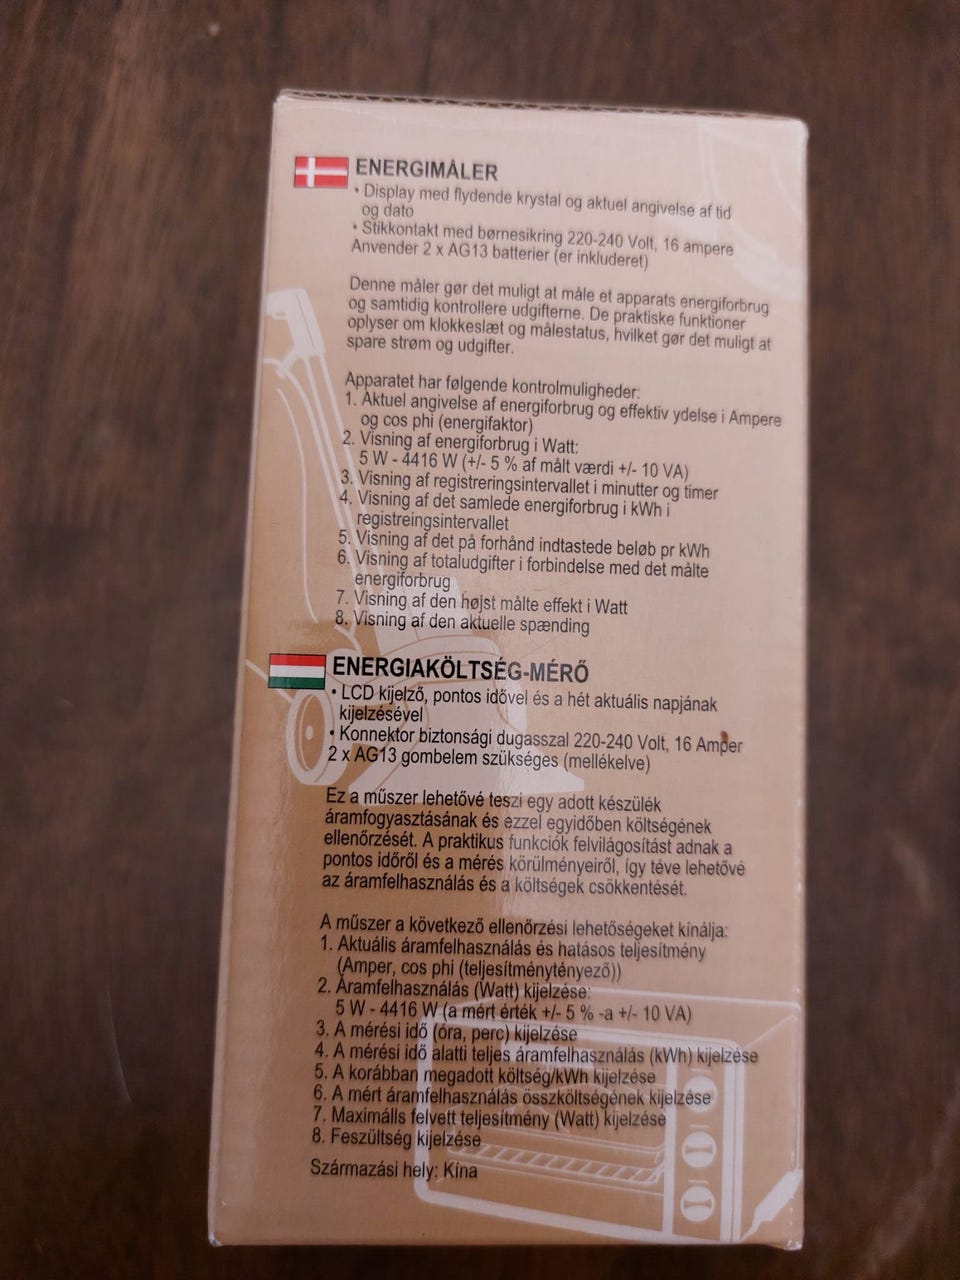 ENERGIMÅLER
• Display med flydende krystal og aktuel angivelse af tid
og dato
• Stikkontakt med børnesikring 220-240 Volt, 16 ampere
Anvender 2 x AG13 batterier (er inkluderet)
Denne måler gør det muligt at måle et apparats energiforbrug
og samtidig kontrollere udgifterne. De praktiske funktioner
oplyser om klokkeslæt og målestatus, hvilket gør det muligt at
spare strøm og udgifter.
Apparatet har følgende kontrolmuligheder:
1. Aktuel angivelse af energiforbrug og effektiv ydelse i Ampere
og cos phi (energifaktor)
2. Visning af energiforbrug i Watt:
5 W - 4416 W (+/- 5 % af målt værdi +/- 10 VA)
3. Visning af registreringsintervallet i minutter og timer
4. Visning af det samlede energiforbrug i kWh i
registreingsintervallet
5. Visning af det på forhånd indtastede beløb pr kWh
6. Visning af totaludgifter i forbindelse med det målte
energiforbrug
7. Visning af den højst målte effekt i Watt
8. Visning af den aktuelle spænding
ENERGIAKÖLTSÉG-MÉRŐ
• LCD kijelző, pontos idővel és a hét aktuális napjának
kijelzésével
• Konnektor biztonsági dugasszal 220-240 Volt, 16 Amper
2 x AG13 gombelem szükséges (mellékelve)
Ez a műszer lehetővé teszi egy adott készülék
áramfogyasztásának és ezzel egyidőben költségének
ellenőrzését. A praktikus funkciók felvilágosítást adnak a
pontos időről és a mérés körülményeiről, így téve lehetővé
az áramfelhasználás és a költségek csökkentését.
A műszer a következő ellenőrzési lehetőségeket kínálja:
1. Aktuális áramfelhasználás és hatásos teljesítmény
(Amper, cos phi (teljesítménytényező))
2. Áramfelhasználás (Watt) kijelzése:
5 W - 4416 W (a mért érték +/- 5 % -a +/- 10 VA)
3. A mérési idő (óra, perc) kijelzése
4. A mérési idő alatti teljes áramfelhasználás (kWh) kijelzése
5. A korábban megadott költség/kWh kijelzése
6. A mért áramfelhasználás összköltségének kijelzése
7. Maximálls felvett teljesítmény (Watt) kijelzése
8. Feszültség kijelzése
Származási hely: Kína